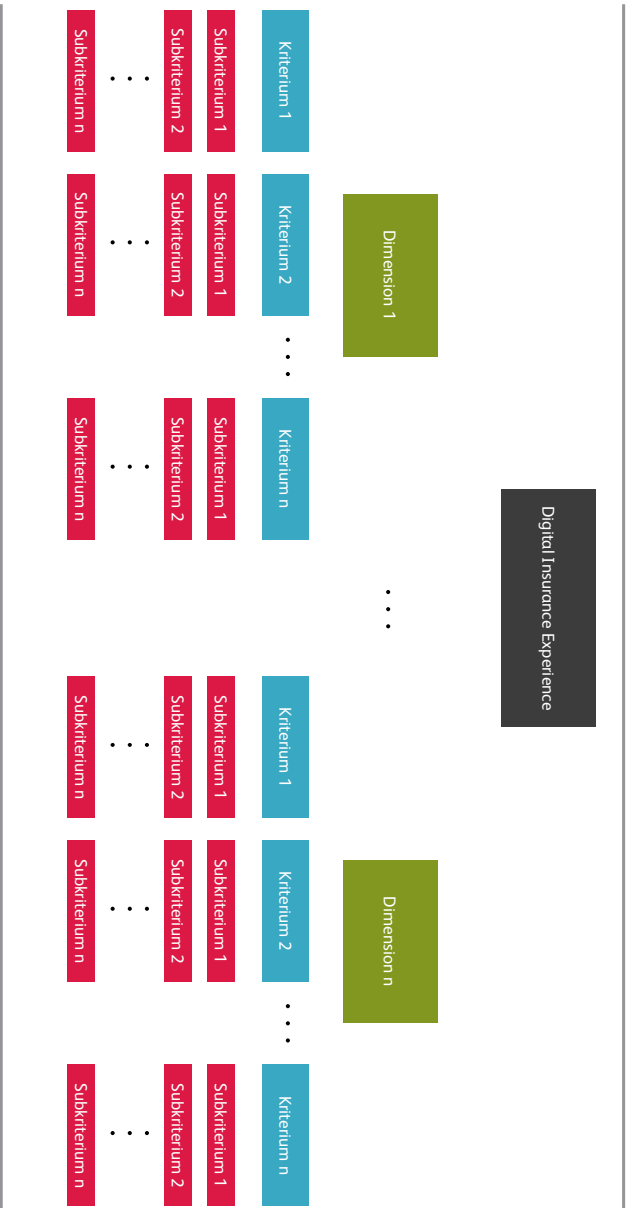 Digital Insurance Experience
Dimension 1
...
Dimension n
Kriterium 1
Kriterium 2
...
Kriterium n
Kriterium 1
Kriterium 2
...
Kriterium n
Subkriterium 1
Subkriterium 1
Subkriterium 1
Subkriterium 1
Subkriterium 1
Subkriterium 1
Subkriterium 2
Subkriterium 2
Subkriterium 2
Subkriterium 2
Subkriterium 2
Subkriterium 2
...
...
...
...
...
...
Subkriterium n
Subkriterium n
Subkriterium n
Subkriterium n
Subkriterium n
Subkriterium n